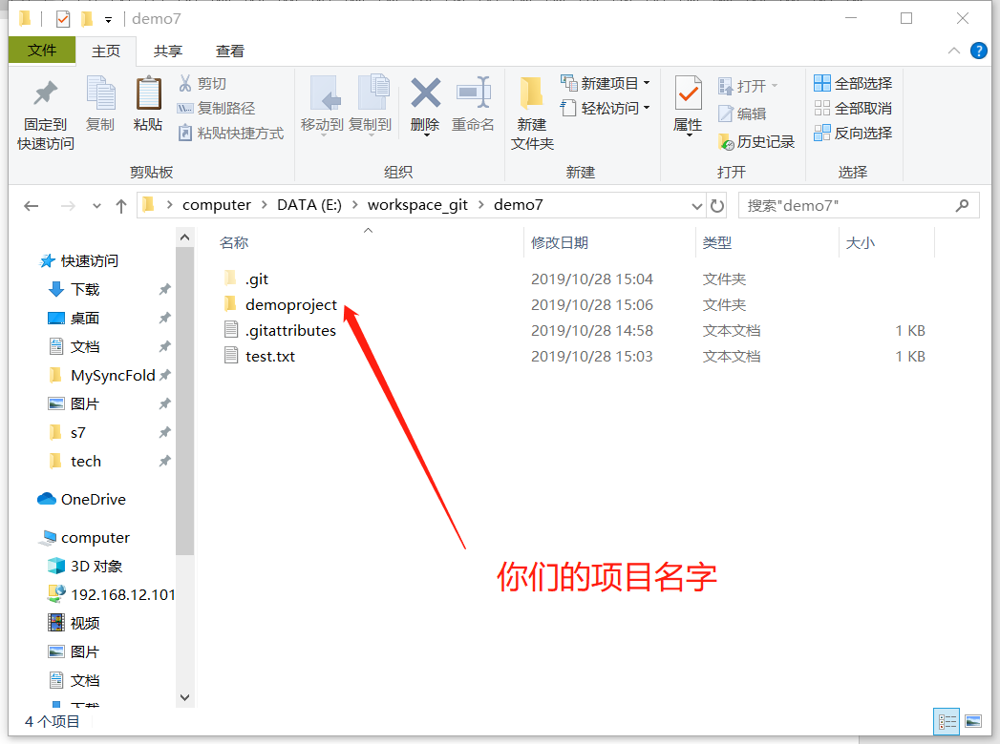 demo7
文件 主页 共享 查看
固定到快速访问
复制
粘贴
剪切
复制路径
粘贴快捷方式
剪贴板
移动到
复制到
删除
重命名
组织
新建文件夹
新建项目
轻松访问
新建
属性
打开
编辑
历史记录
打开
全部选择
全部取消
反向选择
选择
computer > DATA (E:) > workspace_git > demo7
搜索"demo7"
名称 修改日期 类型 大小
.git 2019/10/28 15:04 文件夹
demoproject 2019/10/28 15:06 文件夹
.gitattributes 2019/10/28 14:58 文本文档 1 KB
test.txt 2019/10/28 15:03 文本文档 1 KB
快速访问
下载
桌面
文档
MySyncFold
图片
s7
tech
OneDrive
computer
3D 对象
192.168.12.101
视频
图片
文档
你们的项目名字
4 个项目